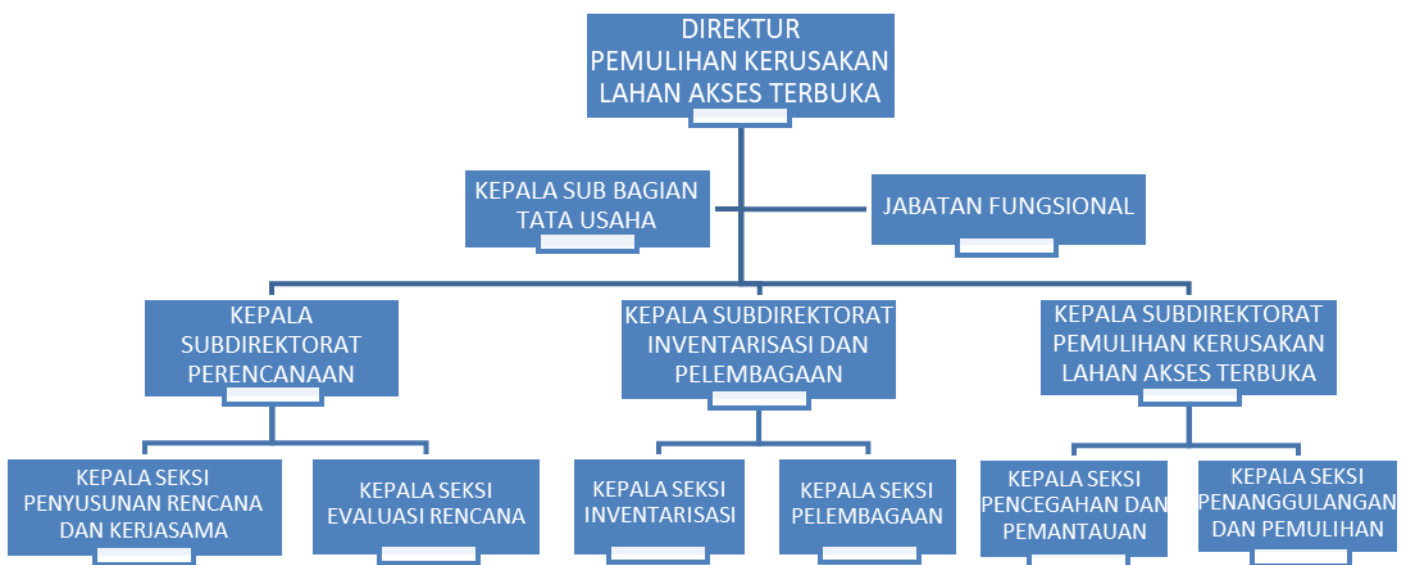 DIREKTUR
PEMULIHAN KERUSAKAN
LAHAN AKSES TERBUKA
KEPALA SUB BAGIAN
TATA USAHA
JABATAN FUNGSIONAL
KEPALA
SUBDIREKTORAT
PERENCANAAN
KEPALA SUBDIREKTORAT
INVENTARISASI DAN
PELEMBAGAAN
KEPALA SUBDIREKTORAT
PEMULIHAN KERUSAKAN
LAHAN AKSES TERBUKA
KEPALA SEKSI
PENYUSUNAN RENCANA
DAN KERJASAMA
KEPALA SEKSI
EVALUASI RENCANA
KEPALA SEKSI
INVENTARISASI
KEPALA SEKSI
PELEMBAGAAN
KEPALA SEKSI
PENCEGAHAN DAN
PEMANTAUAN
KEPALA SEKSI
PENANGGULANGAN
DAN PEMULIHAN